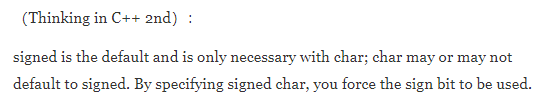 (Thinking in C++ 2nd) :
signed is the default and is only necessary with char; char may or may not
default to signed. By specifying signed char, you force the sign bit to be used.